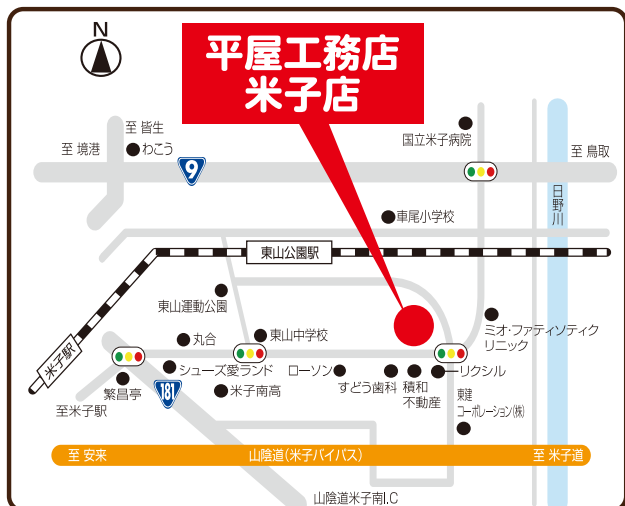 N
平屋工務店
米子店
至 皆生
至 境港
わこう
9
国立米子病院
至 鳥取
日野川
車尾小学校
東山公園駅
東山運動公園
米子駅
丸合
東山中学校
ミオ・ファティソティク
リニック
シューズ愛ランド
ローソン
リクシル
繁昌亭
181
米子南高
すどう歯科
積和
不動産
東建
コーポレーション㈱
至米子駅
至 安来
山陰道(米子バイパス)
至 米子道
山陰道米子南I.C